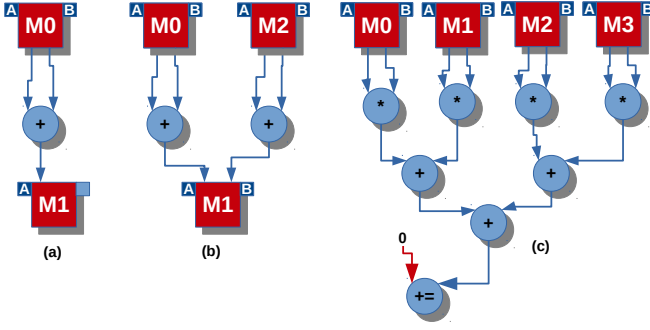 A M0 B
+
A M1
(a)
A M0 B
A M2 B
+ +
A M1 B
(b)
A M0 B
A M1 B
A M2 B
A M3 B
* * * *
+ +
+
(c)
0
+=